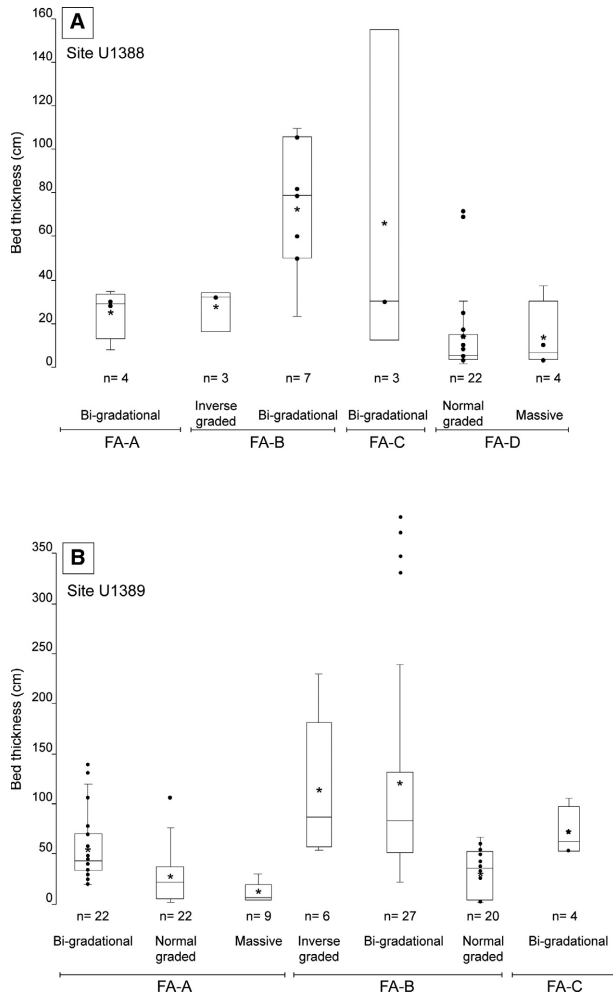 A
Site U1388
Bed thickness (cm)
160
140
120
100
80
60
40
20
0
n= 4 n= 3 n= 7 n= 3 n= 22 n= 4
Bi-gradational Inverse graded Bi-gradational Bi-gradational Normal graded Massive
FA-A FA-B FA-C FA-D
B
Site U1389
Bed thickness (cm)
350
300
250
200
150
100
50
0
n= 22 n= 22 n= 9 n= 6 n= 27 n= 20 n= 4
Bi-gradational Normal graded Massive Inverse graded Bi-gradational Normal graded Bi-gradational
FA-A FA-B FA-C